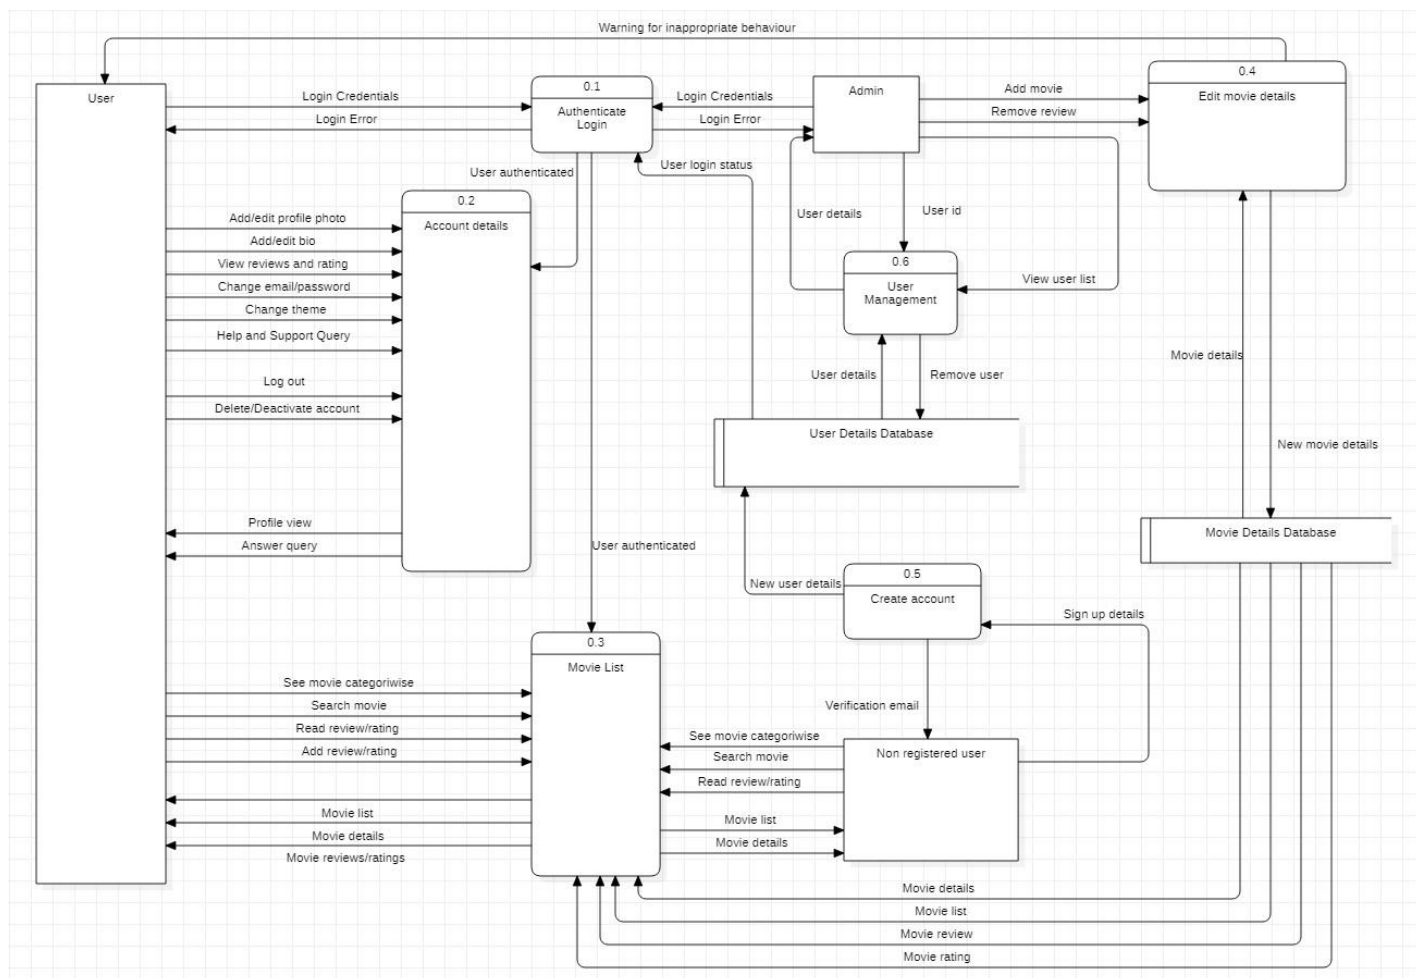 Warning for inappropriate behaviour
User
Login Credentials
Login Error
0.1
Authenticate
Login
Login Credentials
Login Error
Admin
Add movie
Remove review
0.4
Edit movie details
User authenticated
User login status
0.2
Account details
Add/edit profile photo
Add/edit bio
View reviews and rating
Change email/password
Change theme
Help and Support Query
Log out
Delete/Deactivate account
Profile view
Answer query
User details
User id
0.6
User
Management
View user list
User details
Remove user
User Details Database
Movie details
New movie details
Movie Details Database
User authenticated
New user details
0.5
Create account
Sign up details
Verification email
0.3
Movie List
See movie categoriwise
Search movie
Read review/rating
Add review/rating
Movie list
Movie details
Movie reviews/ratings
See movie categoriwise
Search movie
Read review/rating
Movie list
Movie details
Non registered user
Movie details
Movie list
Movie review
Movie rating